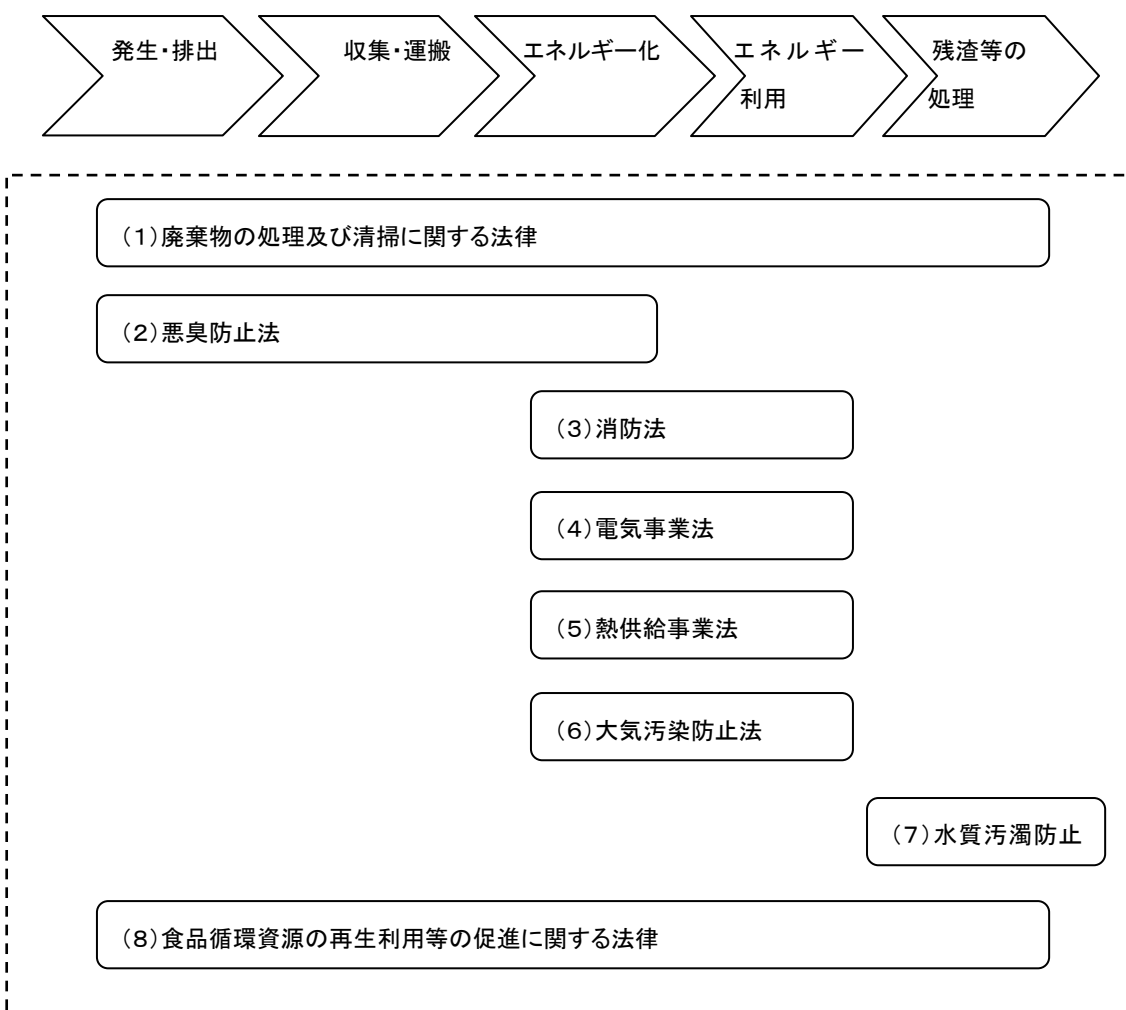 発生・排出
収集・運搬
エネルギー化
エネルギー
利用
残渣等の
処理
（1）廃棄物の処理及び清掃に関する法律
（2）悪臭防止法
（3）消防法
（4）電気事業法
（5）熱供給事業法
（6）大気汚染防止法
（7）水質汚濁防止
（8）食品循環資源の再生利用等の促進に関する法律